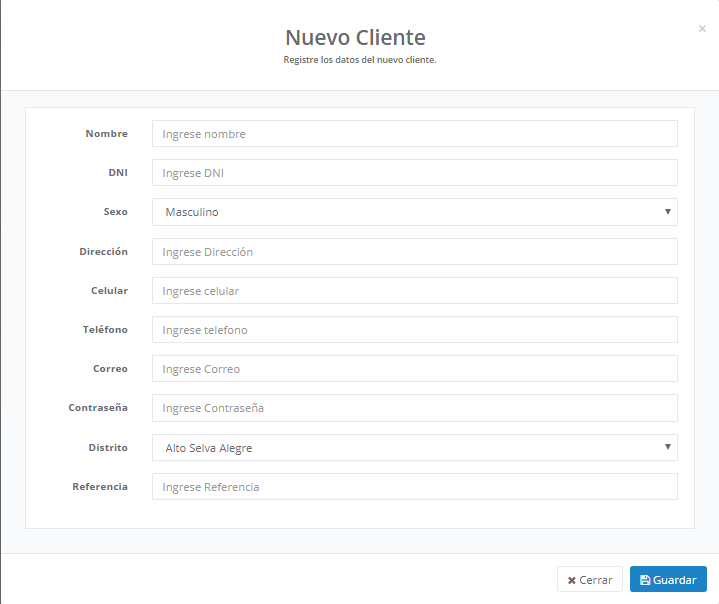 Nuevo Cliente
×
Registre los datos del nuevo cliente.
Nombre Ingrese nombre
DNI Ingrese DNI
Sexo Masculino
Dirección Ingrese Dirección
Celular Ingrese celular
Teléfono Ingrese telefono
Correo Ingrese Correo
Contraseña Ingrese Contraseña
Distrito Alto Selva Alegre
Referencia Ingrese Referencia
Cerrar Guardar